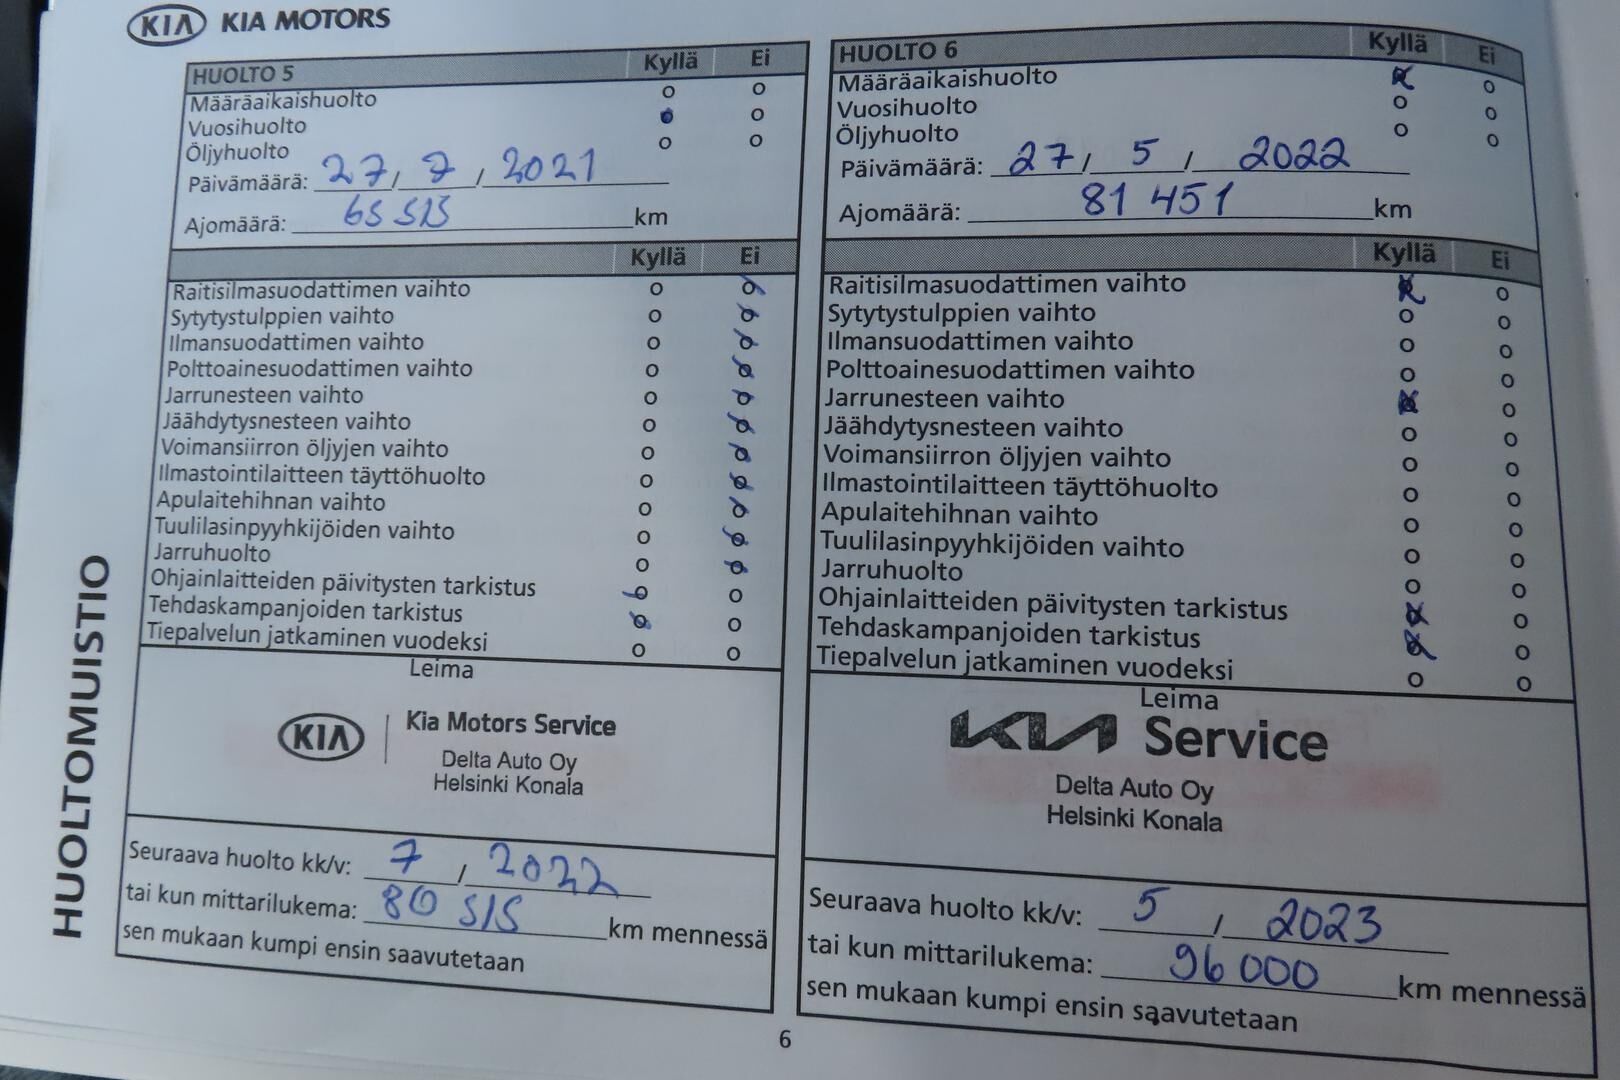 KIA KIA MOTORS
HUOLTOMUISTIO
HUOLTO 5 Kyllä Ei
Määräaikaishuolto o o
Vuosihuolto o
Öljyhuolto o o
Päivämäärä: 27 / 7 / 2021
Ajomäärä: 65 515 km
Kyllä Ei
Raitisilmasuodattimen vaihto o
Sytytystulppien vaihto o
Ilmansuodattimen vaihto o
Polttoainesuodattimen vaihto o
Jarrunesteen vaihto o
Jäähdytysnesteen vaihto o
Voimansiirron öljyjen vaihto o
Ilmastointilaitteen täyttöhuolto o
Apulaitehihnan vaihto o
Tuulilasinpyyhkijöiden vaihto o
Jarruhuolto o
Ohjainlaitteiden päivitysten tarkistus o
Tehdaskampanjoiden tarkistus o
Tiepalvelun jatkaminen vuodeksi o o
Leima
KIA Kia Motors Service
Delta Auto Oy
Helsinki Konala
Seuraava huolto kk/v: 7 / 2022
tai kun mittarilukema: 80 515 km mennessä
sen mukaan kumpi ensin saavutetaan
HUOLTO 6 Kyllä Ei
Määräaikaishuolto x o
Vuosihuolto o o
Öljyhuolto o o
Päivämäärä: 27 / 5 / 2022
Ajomäärä: 81 451 km
Kyllä Ei
Raitisilmasuodattimen vaihto x o
Sytytystulppien vaihto o o
Ilmansuodattimen vaihto o o
Polttoainesuodattimen vaihto o o
Jarrunesteen vaihto x o
Jäähdytysnesteen vaihto o o
Voimansiirron öljyjen vaihto o o
Ilmastointilaitteen täyttöhuolto o o
Apulaitehihnan vaihto o o
Tuulilasinpyyhkijöiden vaihto o o
Jarruhuolto o o
Ohjainlaitteiden päivitysten tarkistus x o
Tehdaskampanjoiden tarkistus x o
Tiepalvelun jatkaminen vuodeksi o o
Leima
KIA Service
Delta Auto Oy
Helsinki Konala
Seuraava huolto kk/v: 5 / 2023
tai kun mittarilukema: 96 000 km mennessä
sen mukaan kumpi ensin saavutetaan
6